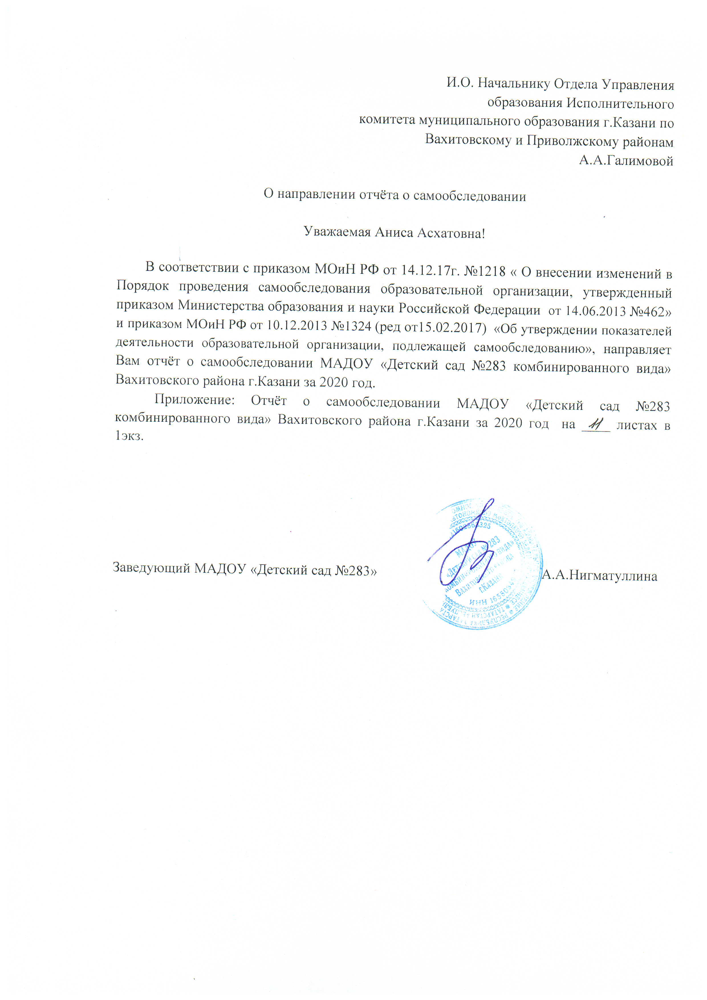 И.О. Начальнику Отдела Управления
образования Исполнительного
комитета муниципального образования г.Казани по
Вахитовскому и Приволжскому районам
А.А.Галимовой
О направлении отчёта о самообследовании
Уважаемая Аниса Асхатовна!
В соответствии с приказом МОиН РФ от 14.12.17г. №1218 « О внесении изменений в
Порядок проведения самообследования образовательной организации, утвержденный
приказом Министерства образования и науки Российской Федерации от 14.06.2013 №462»
и приказом МОиН РФ от 10.12.2013 №1324 (ред от15.02.2017) «Об утверждении показателей
деятельности образовательной организации, подлежащей самообследованию», направляет
Вам отчёт о самообследовании МАДОУ «Детский сад №283 комбинированного вида»
Вахитовского района г.Казани за 2020 год.
Приложение: Отчёт о самообследовании МАДОУ «Детский сад №283
комбинированного вида» Вахитовского района г.Казани за 2020 год на 11 листах в
1экз.
Заведующий МАДОУ «Детский сад №283»
А.А.Нигматуллина
МАДОУ
№ 283
г.Казани
ИНН